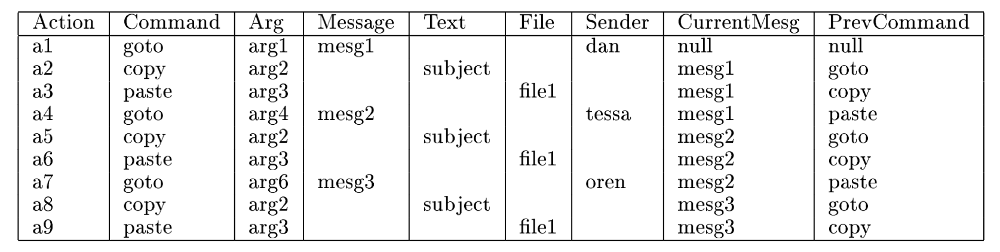 Action Command Arg Message Text File Sender CurrentMesg PrevCommand
a1 goto arg1 mesg1 dan null null
a2 copy arg2 subject mesg1 goto
a3 paste arg3 file1 mesg1 copy
a4 goto arg4 mesg2 tessa mesg1 paste
a5 copy arg2 subject mesg2 goto
a6 paste arg3 file1 mesg2 copy
a7 goto arg6 mesg3 oren mesg2 paste
a8 copy arg2 subject mesg3 goto
a9 paste arg3 file1 mesg3 copy